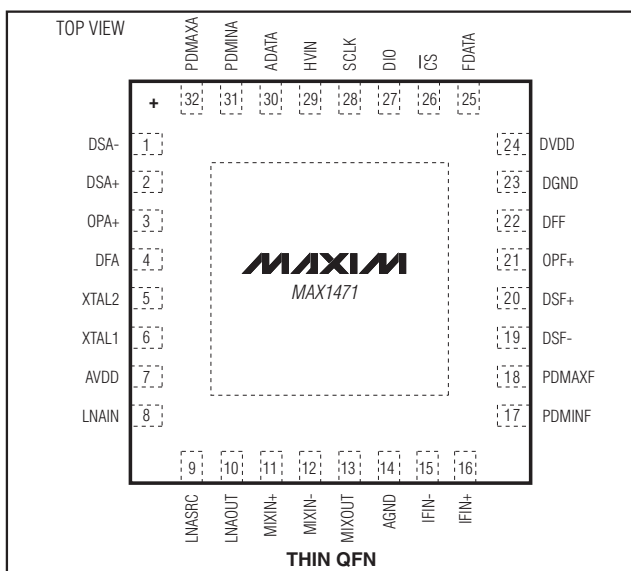 TOP VIEW
PDMAXA
PDMINA
ADATA
HVIN
SCLK
DIO
CS
FDATA
+
32
31
30
29
28
27
26
25
DSA- 1
DSA+ 2
OPA+ 3
DFA 4
XTAL2 5
XTAL1 6
AVDD 7
LNAIN 8
MAXIM
MAX1471
24 DVDD
23 DGND
22 DFF
21 OPF+
20 DSF+
19 DSF-
18 PDMAXF
17 PDMINF
9
10
11
12
13
14
15
16
LNASRC
LNAOUT
MIXIN+
MIXIN-
MIXOUT
AGND
IFIN-
IFIN+
THIN QFN